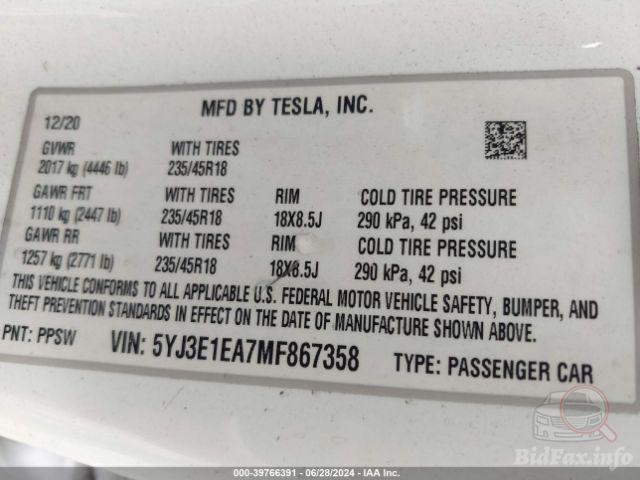 MFD BY TESLA, INC.
12/20
GVWR WITH TIRES
2017 kg (4446 lb) 235/45R18
GAWR FRT WITH TIRES RIM COLD TIRE PRESSURE
1110 kg (2447 lb) 235/45R18 18X8.5J 290 kPa, 42 psi
GAWR RR WITH TIRES RIM COLD TIRE PRESSURE
1257 kg (2771 lb) 235/45R18 18X8.5J 290 kPa, 42 psi
THIS VEHICLE CONFORMS TO ALL APPLICABLE U.S. FEDERAL MOTOR VEHICLE SAFETY, BUMPER, AND
THEFT PREVENTION STANDARDS IN EFFECT ON THE DATE OF MANUFACTURE SHOWN ABOVE.
PNT: PPSW VIN: 5YJ3E1EA7MF867358 TYPE: PASSENGER CAR
BidFax.info
000-39766391 - 06/28/2024 - IAA Inc.